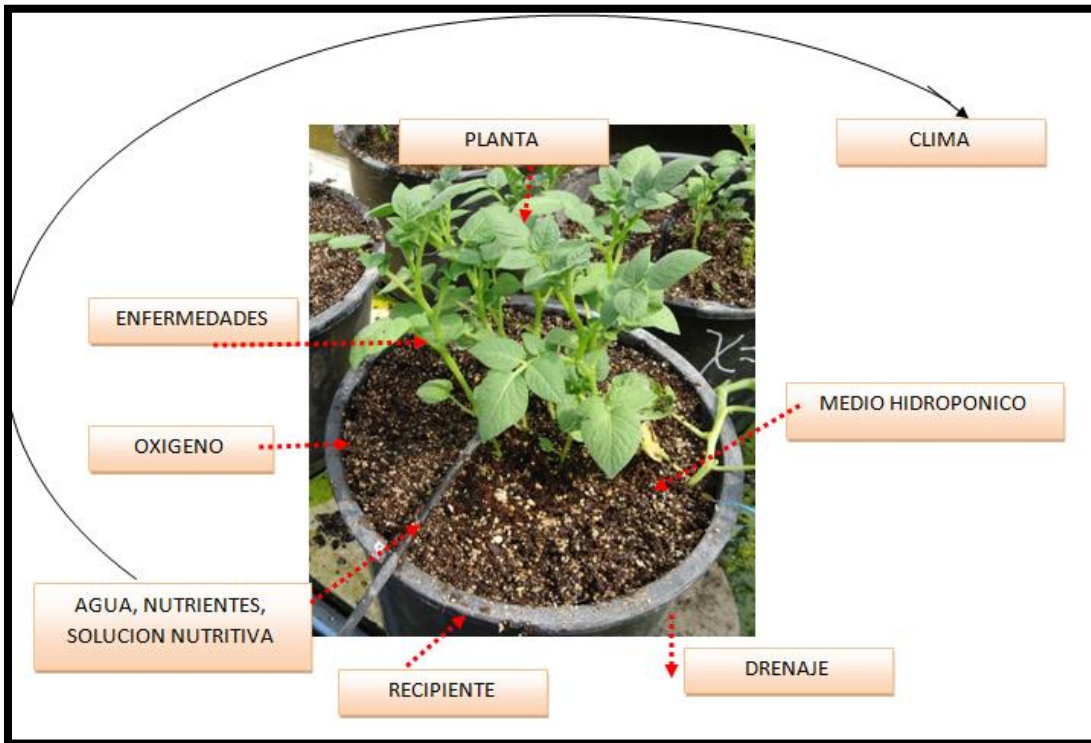 PLANTA
CLIMA
ENFERMEDADES
MEDIO HIDROPONICO
OXIGENO
AGUA, NUTRIENTES,
SOLUCION NUTRITIVA
RECIPIENTE
DRENAJE